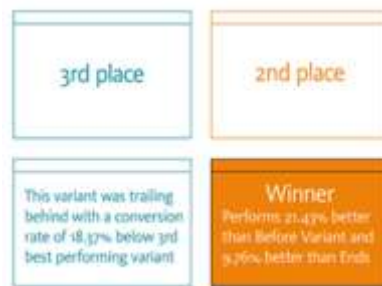 3rd place
2nd place
This variant was trailing
behind with a conversion
rate of 18.37% below 3rd
best performing variant
Winner
Performs 21.43% better
than Before Variant and
9.76% better than Ends